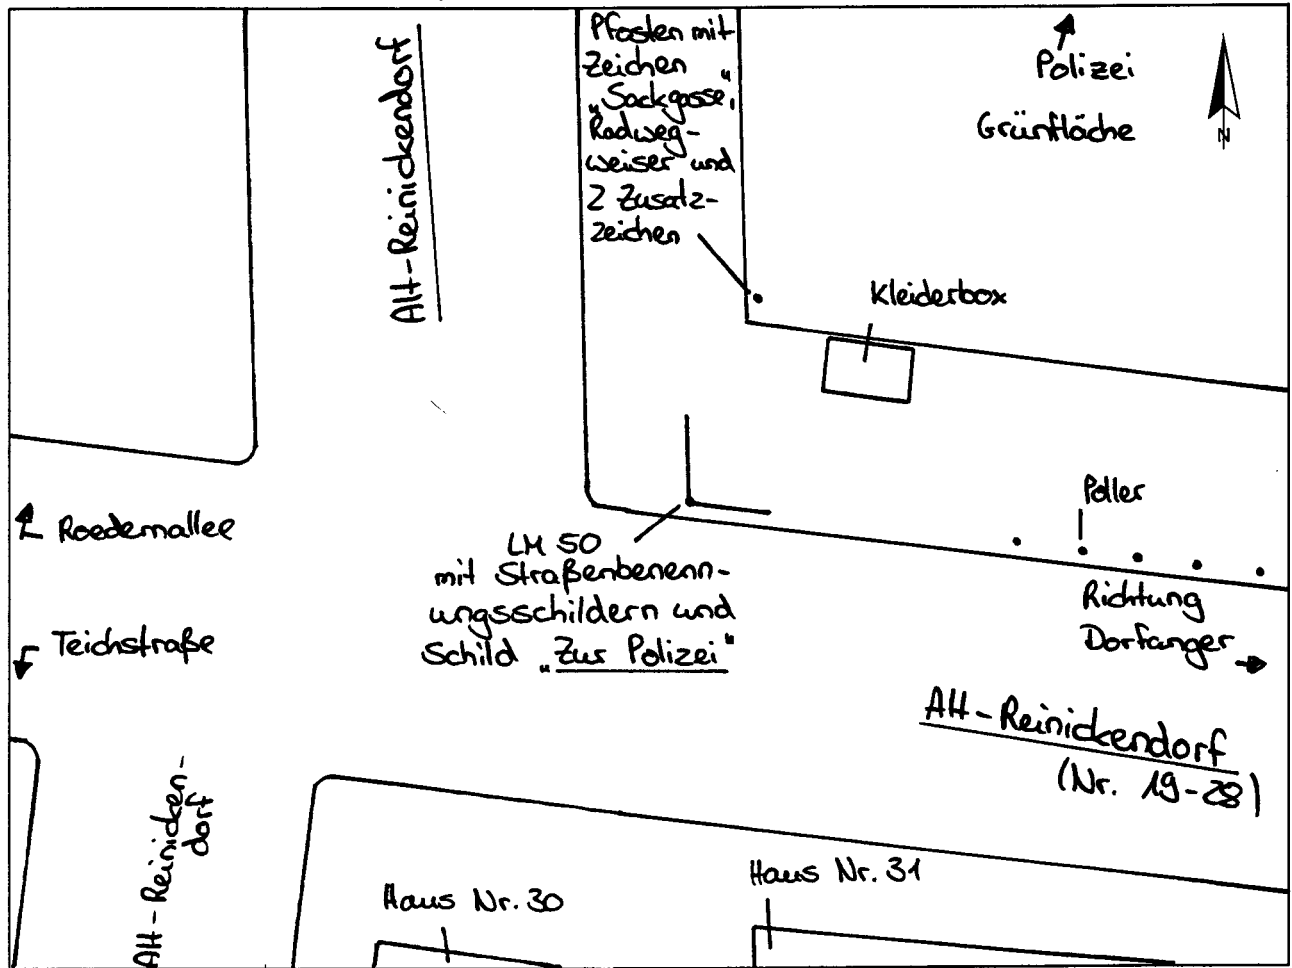 Alt-Reinickendorf
Pfosten mit
Zeichen
„Sackgasse“,
Radweg-
weiser und
2 Zusatz-
zeichen
Polizei
Grünfläche
N
Kleiderbox
Roedernallee
Teichstraße
LM 50
mit Straßenbenenn-
ungsschildern und
Schild „Zur Polizei“
Poller
Richtung
Dorfanger
Alt-Reinickendorf
(Nr. 19-28)
Alt-Reinicken-
dorf
Haus Nr. 30
Haus Nr. 31